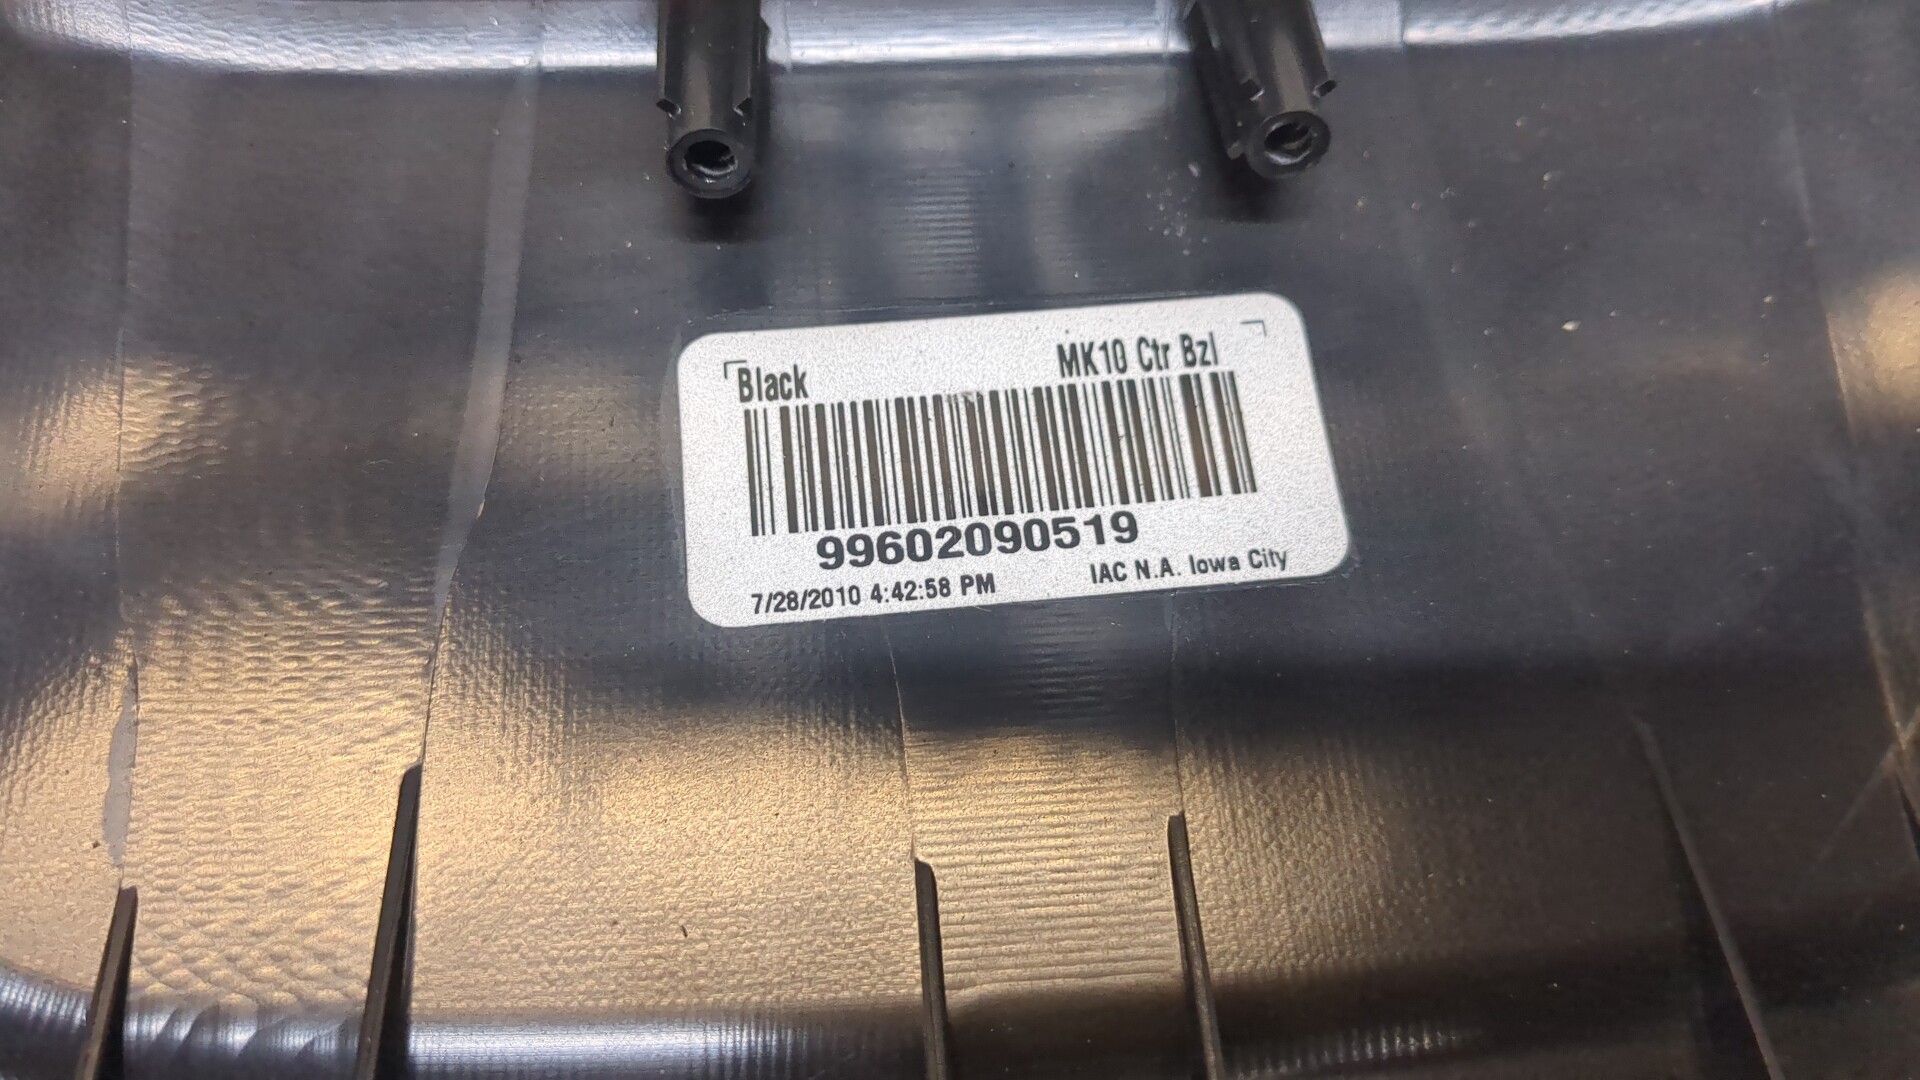 Black MK10 Ctr Bzl
99602090519
7/28/2010 4:42:58 PM IAC N.A. Iowa City